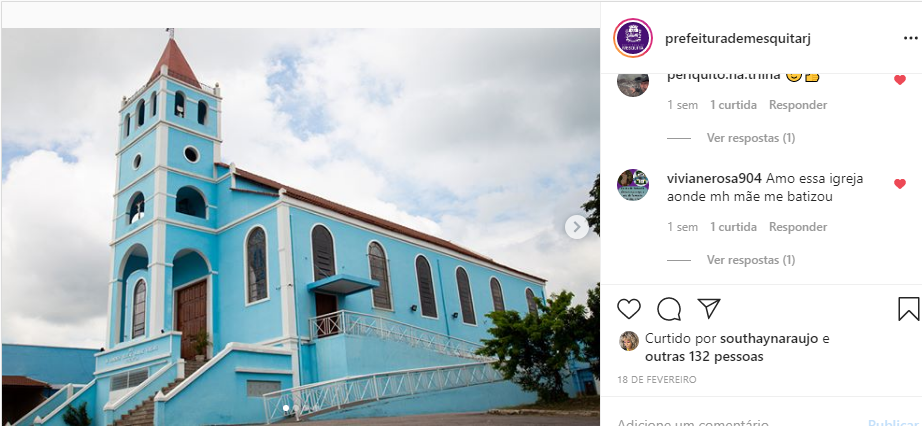 prefeiturademesquitarj
periquito.na.trilha
1 sem 1 curtida Responder
Ver respostas (1)
vivianerosa904 Amo essa igreja
aonde mh mãe me batizou
1 sem 1 curtida Responder
Ver respostas (1)
Curtido por southaynaraujo e
outras 132 pessoas
18 DE FEVEREIRO
Adicione um comentário...
Publicar